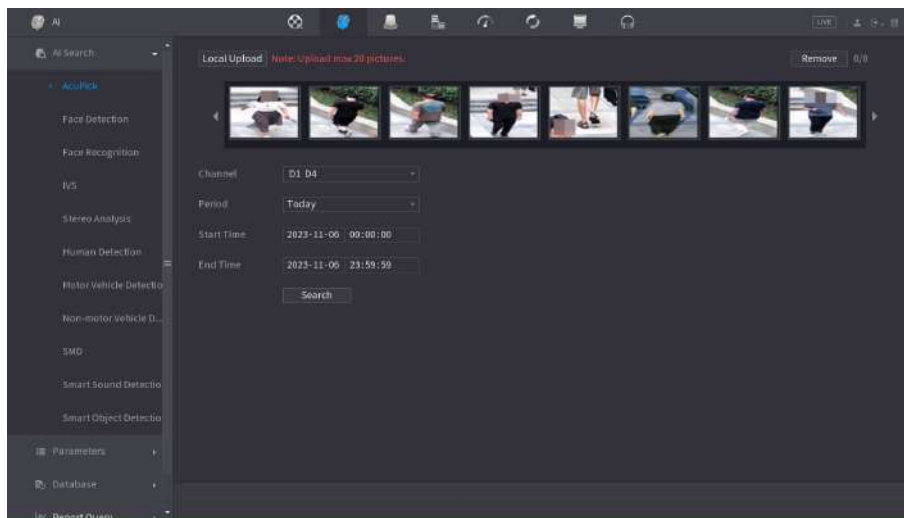 AI
LIVE
AI Search
Local Upload Note: Upload max 20 pictures.
Remove 0/0
AcuPick
Face Detection
Face Recognition
IVS
Stereo Analysis
Human Detection
Motor Vehicle Detectio
Non-motor Vehicle D...
SMD
Smart Sound Detectio
Smart Object Detectio
Parameters
Database
Report Query
Channel D1 D4
Period Today
Start Time 2023-11-06 00:00:00
End Time 2023-11-06 23:59:59
Search